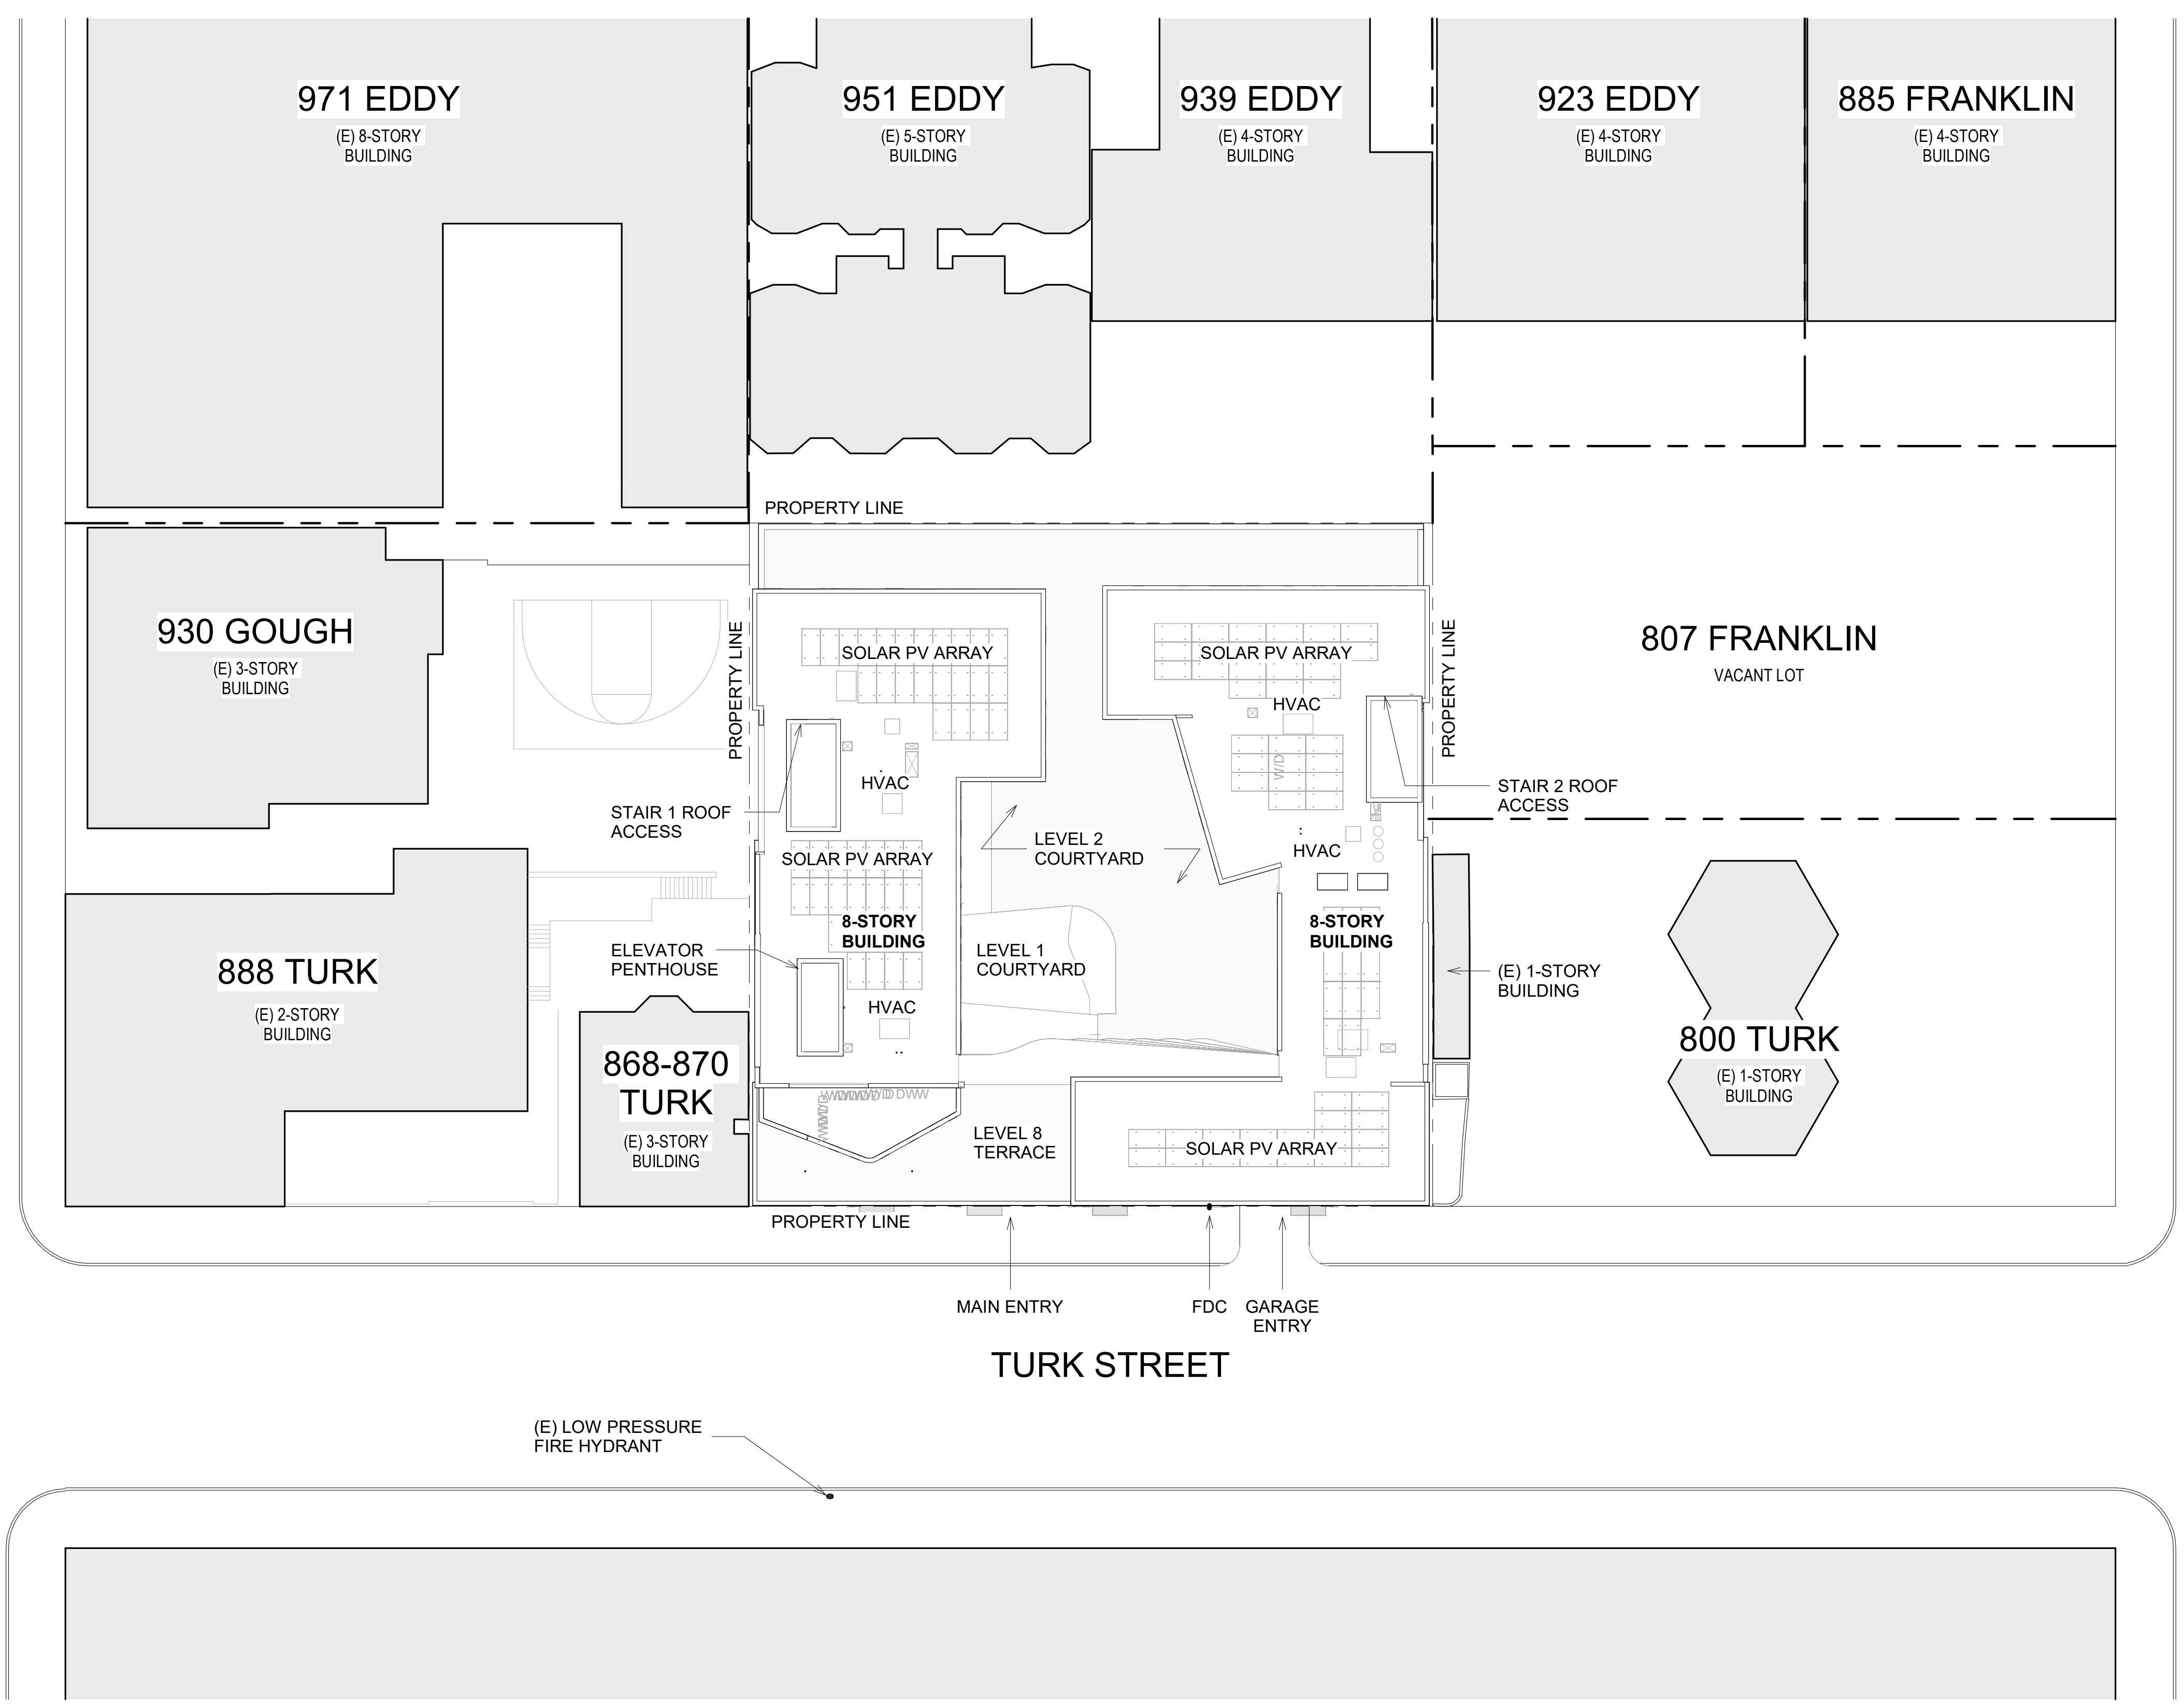 971 EDDY
(E) 8-STORY
BUILDING
951 EDDY
(E) 5-STORY
BUILDING
939 EDDY
(E) 4-STORY
BUILDING
923 EDDY
(E) 4-STORY
BUILDING
885 FRANKLIN
(E) 4-STORY
BUILDING
PROPERTY LINE
930 GOUGH
(E) 3-STORY
BUILDING
PROPERTY LINE
SOLAR PV ARRAY
SOLAR PV ARRAY
PROPERTY LINE
807 FRANKLIN
VACANT LOT
HVAC
W/D
HVAC
STAIR 1 ROOF
ACCESS
STAIR 2 ROOF
ACCESS
LEVEL 2
COURTYARD
HVAC
SOLAR PV ARRAY
8-STORY
BUILDING
8-STORY
BUILDING
ELEVATOR
PENTHOUSE
LEVEL 1
COURTYARD
(E) 1-STORY
BUILDING
888 TURK
(E) 2-STORY
BUILDING
HVAC
800 TURK
(E) 1-STORY
BUILDING
868-870
TURK
(E) 3-STORY
BUILDING
LEVEL 8
TERRACE
SOLAR PV ARRAY
PROPERTY LINE
MAIN ENTRY
FDC
GARAGE
ENTRY
TURK STREET
(E) LOW PRESSURE
FIRE HYDRANT